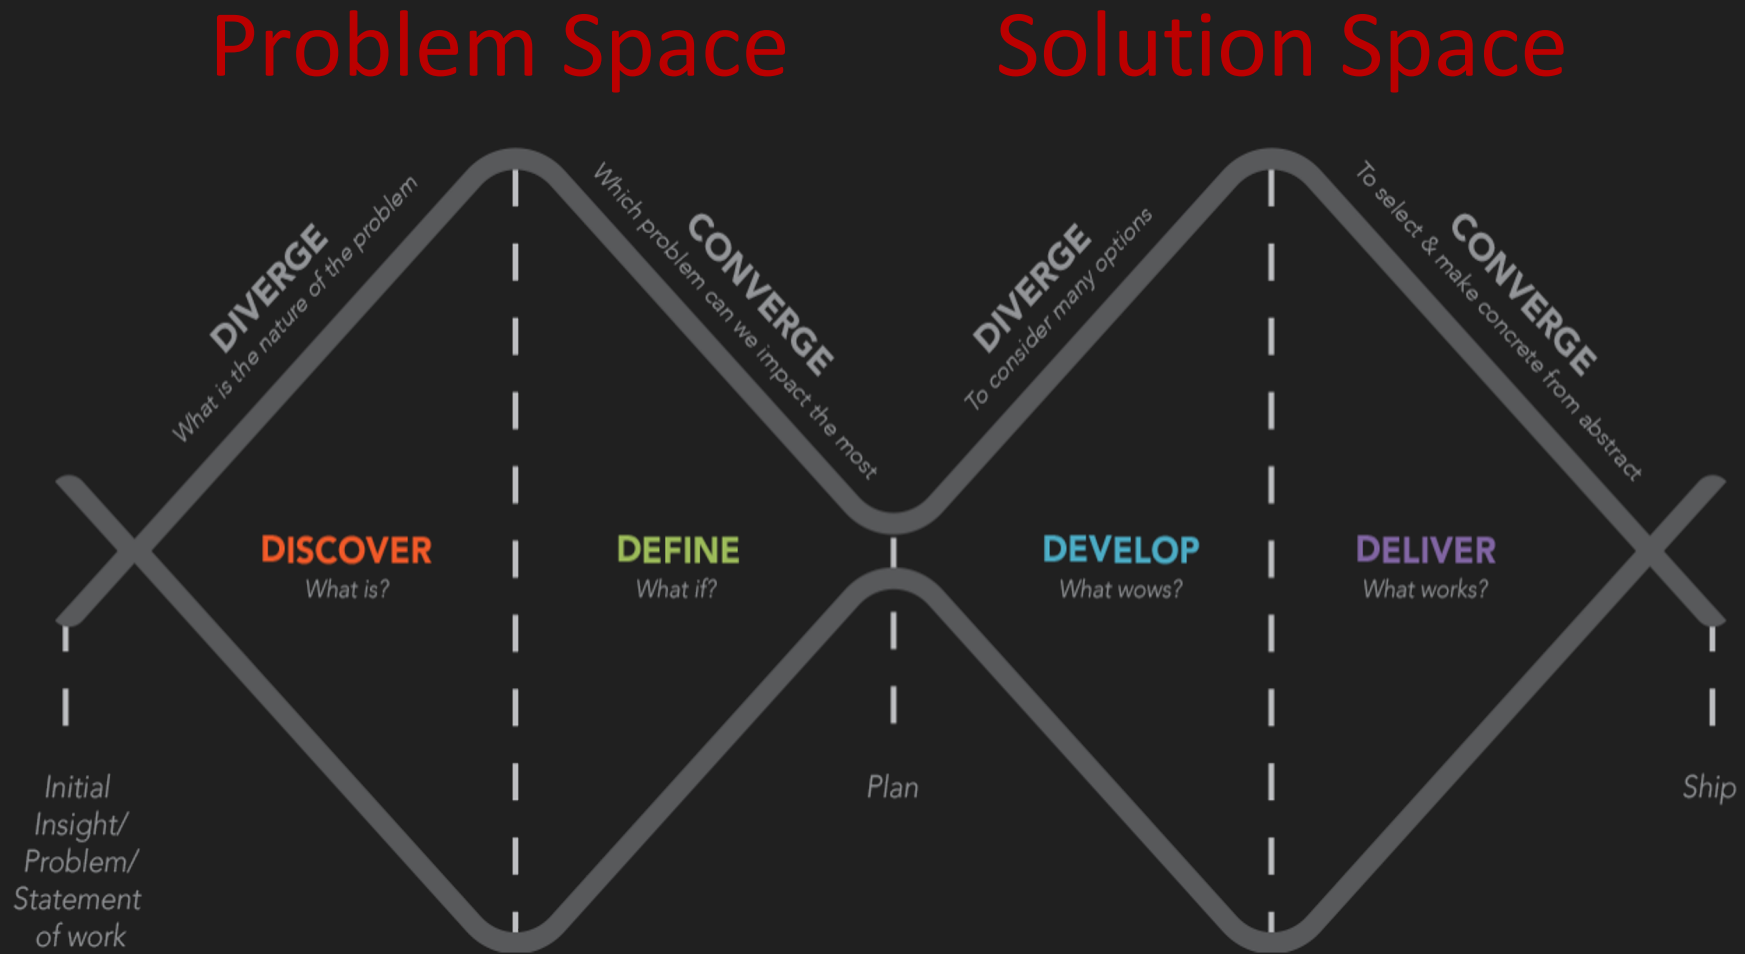 Problem Space
Solution Space
DIVERGE
What is the nature of the problem
CONVERGE
Which problem can we impact the most
DIVERGE
To consider many options
CONVERGE
To select & make concrete from abstract
DISCOVER
What is?
DEFINE
What if?
DEVELOP
What wows?
DELIVER
What works?
Initial
Insight/
Problem/
Statement
of work
Plan
Ship